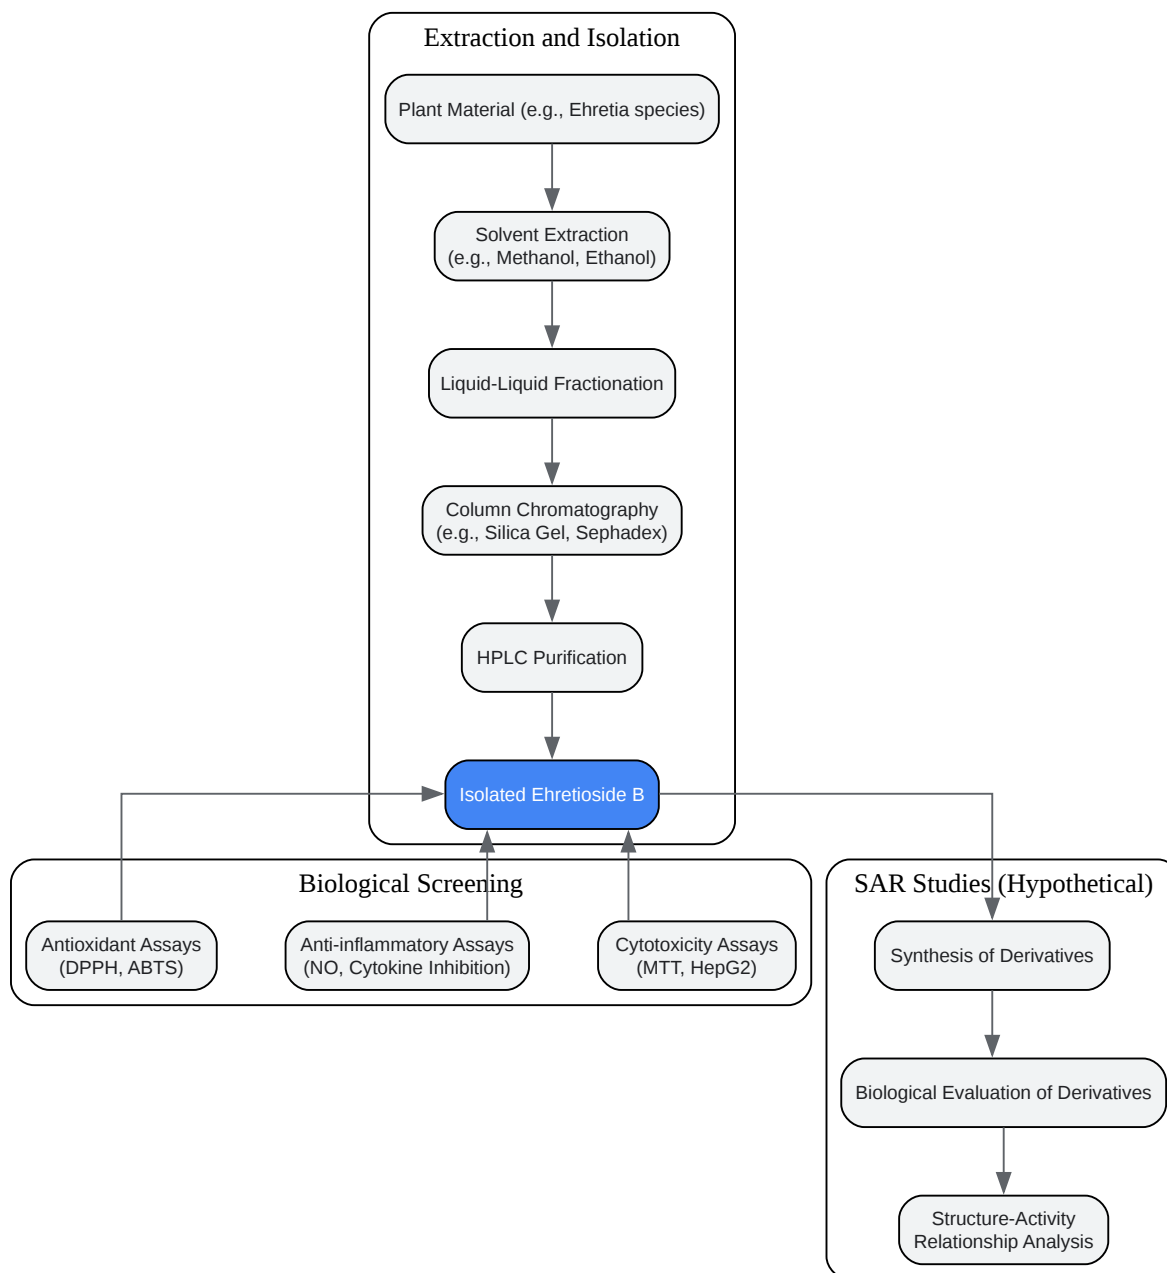 Extraction and Isolation
Plant Material (e.g., Ehretia species)
Solvent Extraction
(e.g., Methanol, Ethanol)
Liquid-Liquid Fractionation
Column Chromatography
(e.g., Silica Gel, Sephadex)
HPLC Purification
Isolated Ehretioside B
Biological Screening
Antioxidant Assays
(DPPH, ABTS)
Anti-inflammatory Assays
(NO, Cytokine Inhibition)
Cytotoxicity Assays
(MTT, HepG2)
SAR Studies (Hypothetical)
Synthesis of Derivatives
Biological Evaluation of Derivatives
Structure-Activity
Relationship Analysis